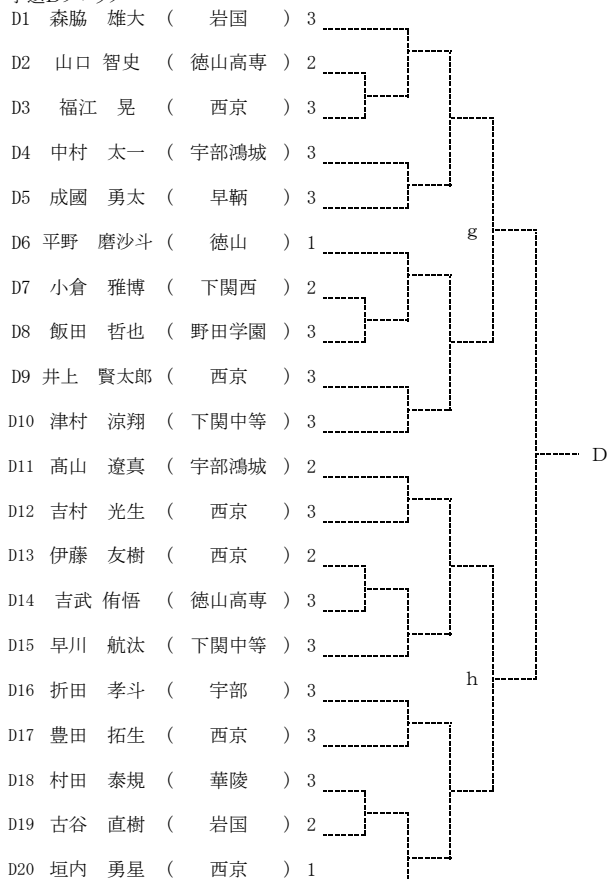 D1 森脇 雄大 ( 岩国 ) 3
D2 山口 智史 ( 徳山高専 ) 2
D3 福江 晃 ( 西京 ) 3
D4 中村 太一 ( 宇部鴻城 ) 3
D5 成國 勇太 ( 早鞆 ) 3
g
D6 平野 磨沙斗 ( 徳山 ) 1
D7 小倉 雅博 ( 下関西 ) 2
D8 飯田 哲也 ( 野田学園 ) 3
D9 井上 賢太郎 ( 西京 ) 3
D10 津村 涼翔 ( 下関中等 ) 3
D
D11 髙山 遼真 ( 宇部鴻城 ) 2
D12 吉村 光生 ( 西京 ) 3
D13 伊藤 友樹 ( 西京 ) 2
D14 吉武 侑悟 ( 徳山高専 ) 3
D15 早川 航汰 ( 下関中等 ) 3
h
D16 折田 孝斗 ( 宇部 ) 3
D17 豊田 拓生 ( 西京 ) 3
D18 村田 泰規 ( 華陵 ) 3
D19 古谷 直樹 ( 岩国 ) 2
D20 垣内 勇星 ( 西京 ) 1